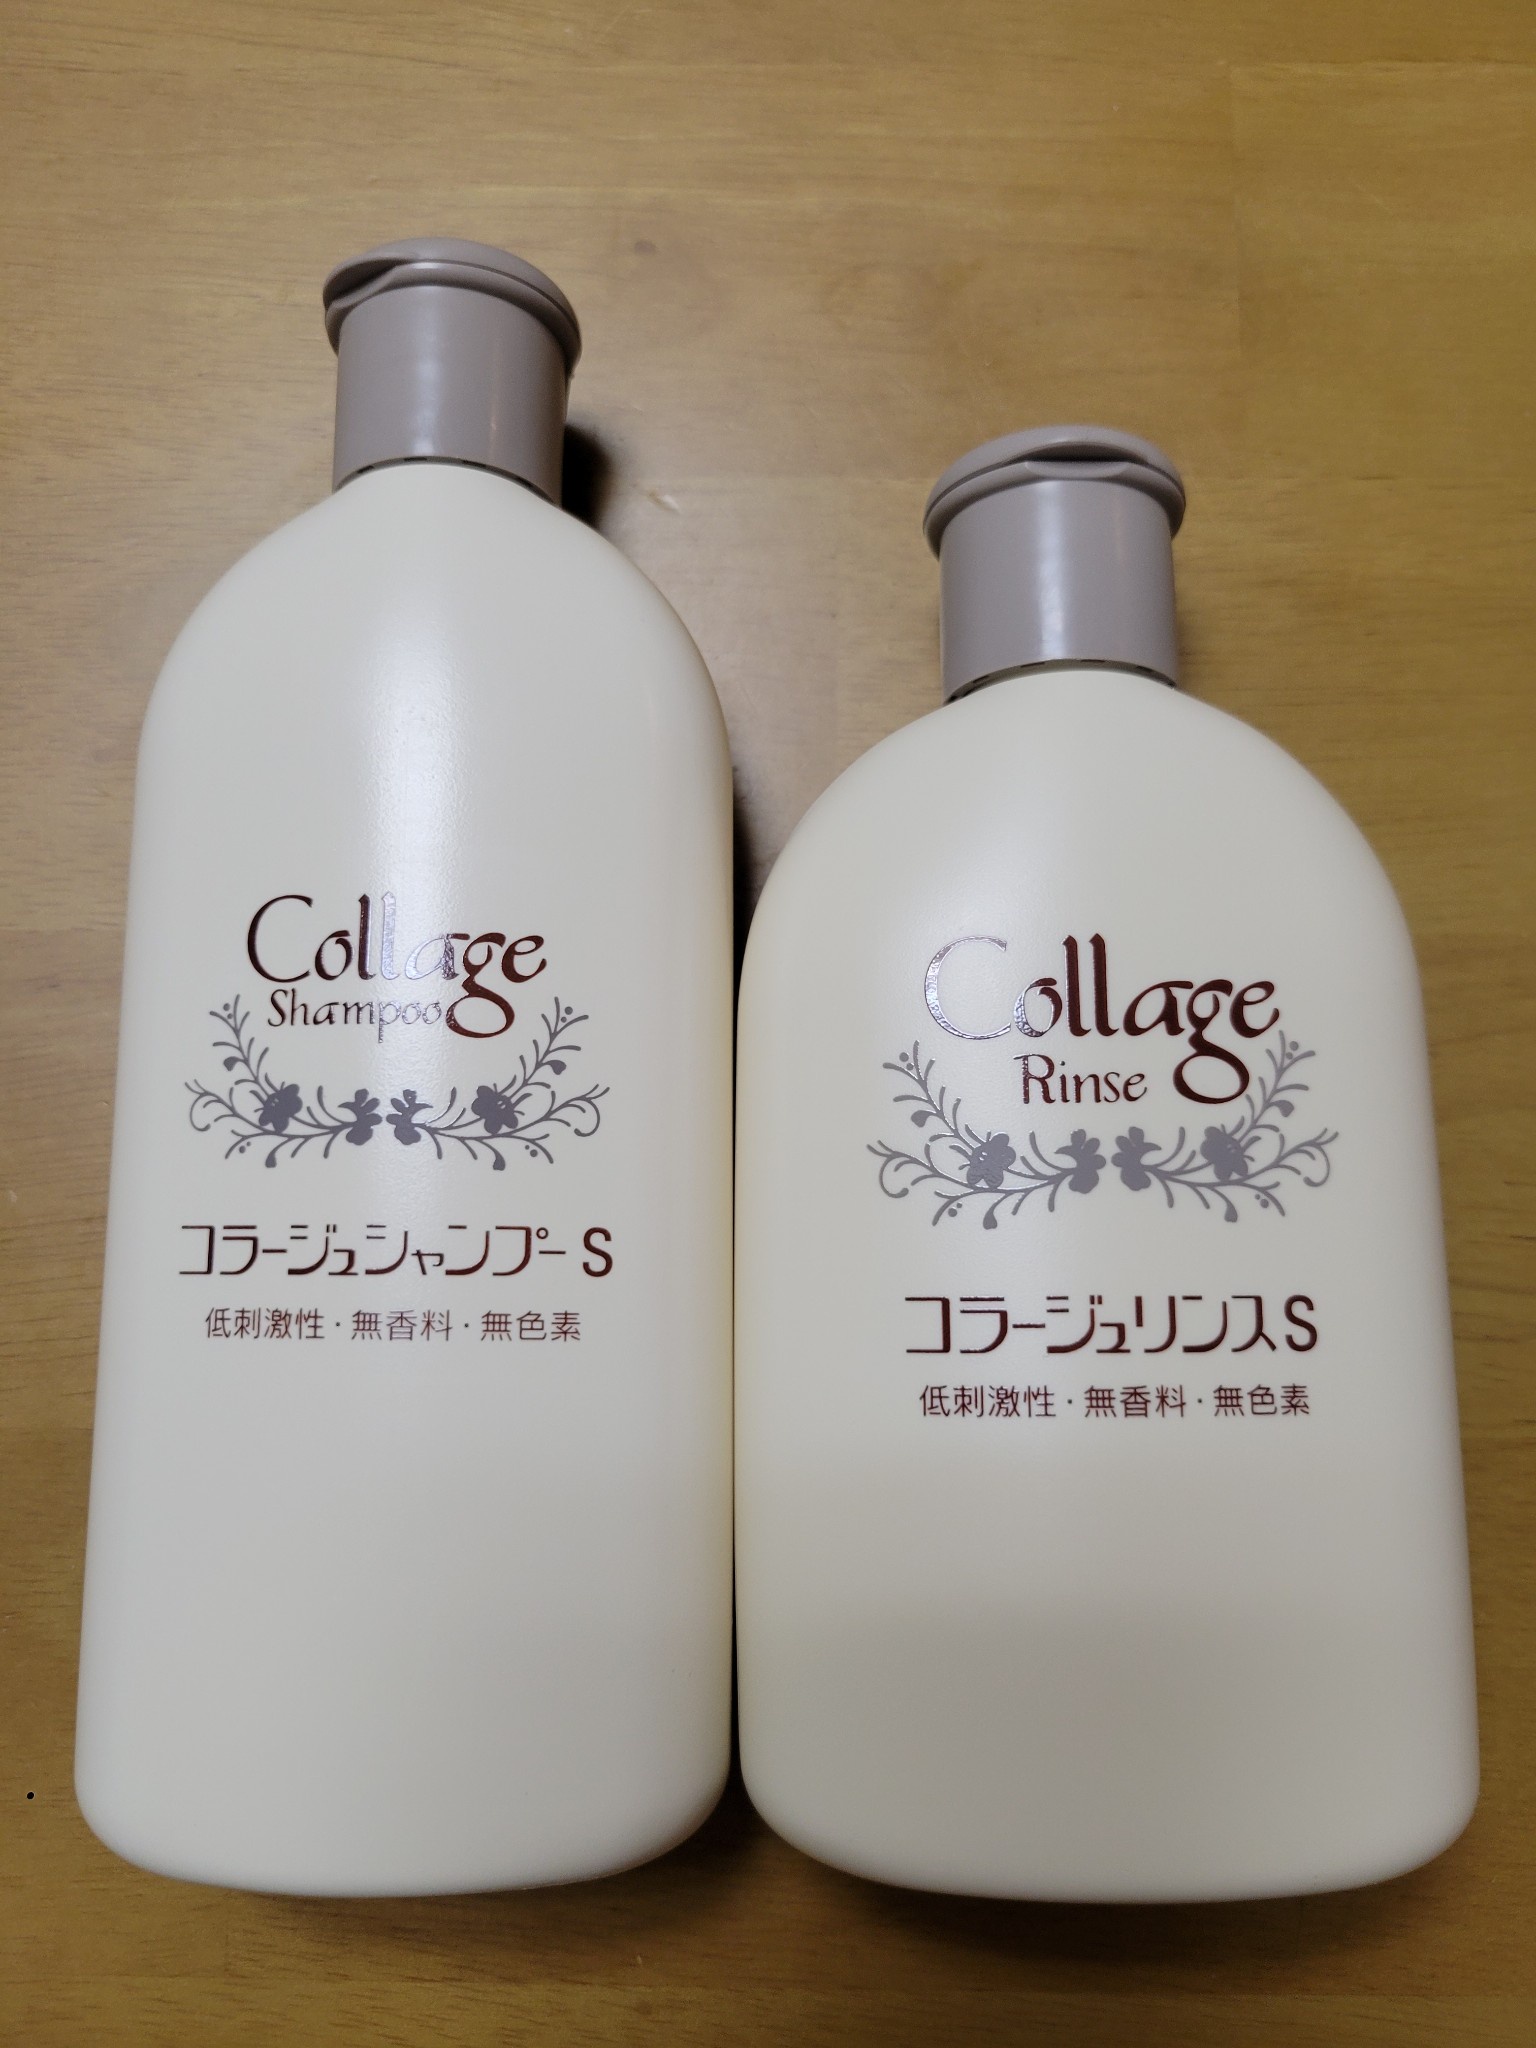 Collage
Shampoo
コラージュシャンプー S
低刺激性・無香料・無色素
Collage
Rinse
コラージュリンスS
低刺激性・無香料・無色素